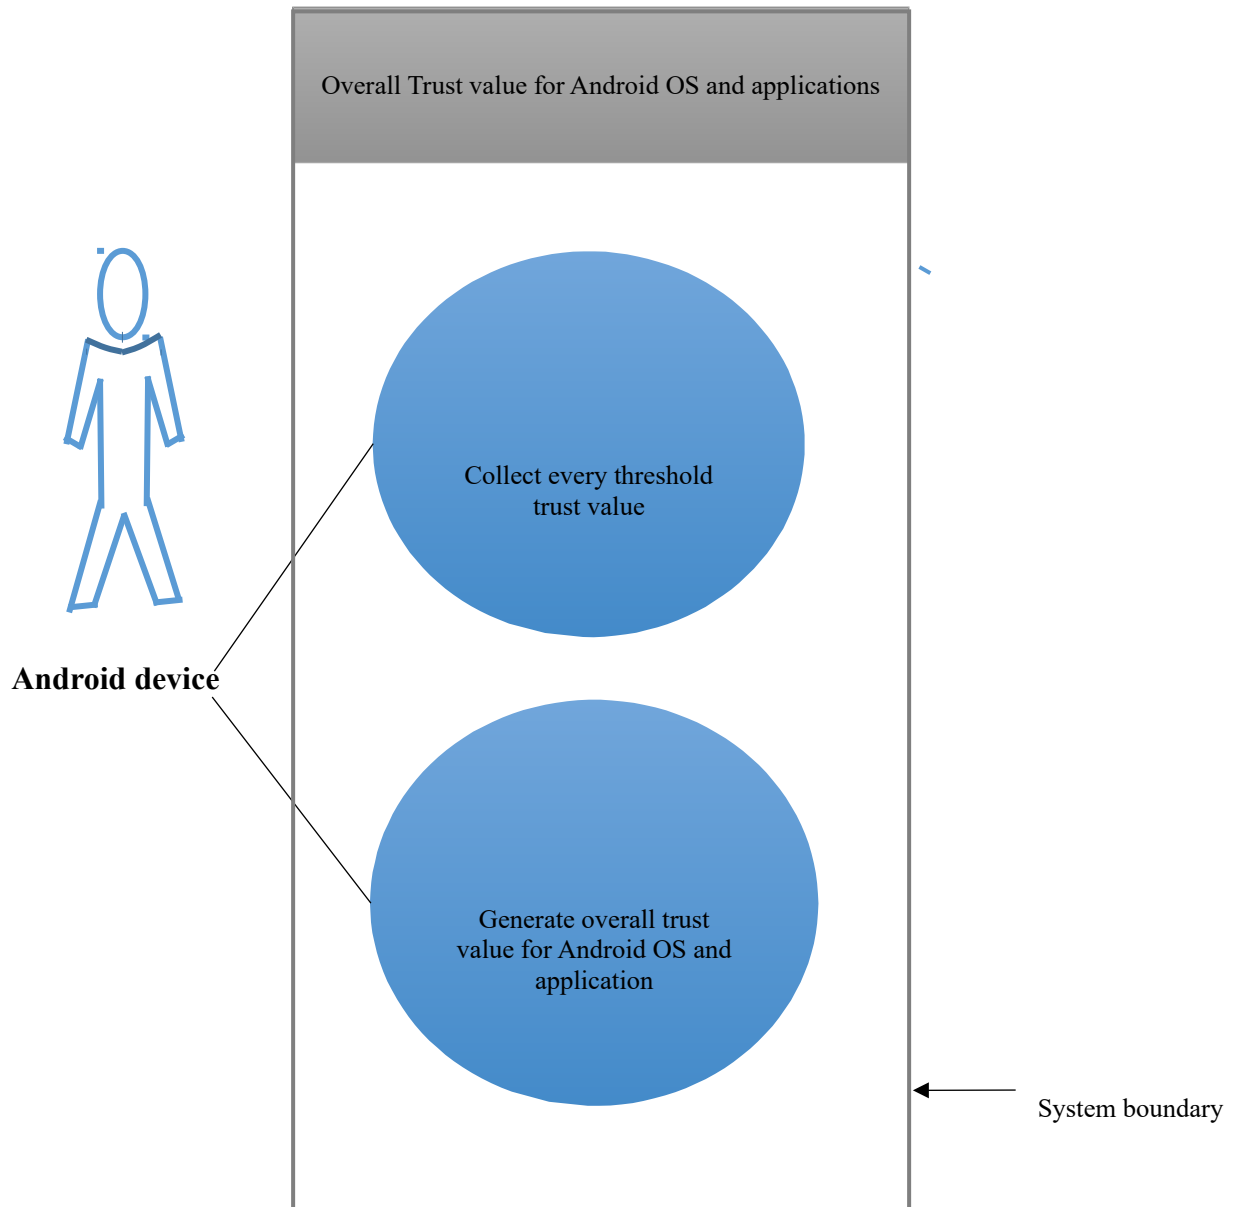 Overall Trust value for Android OS and applications
Collect every threshold
trust value
Android device
Generate overall trust
value for Android OS and
application
System boundary